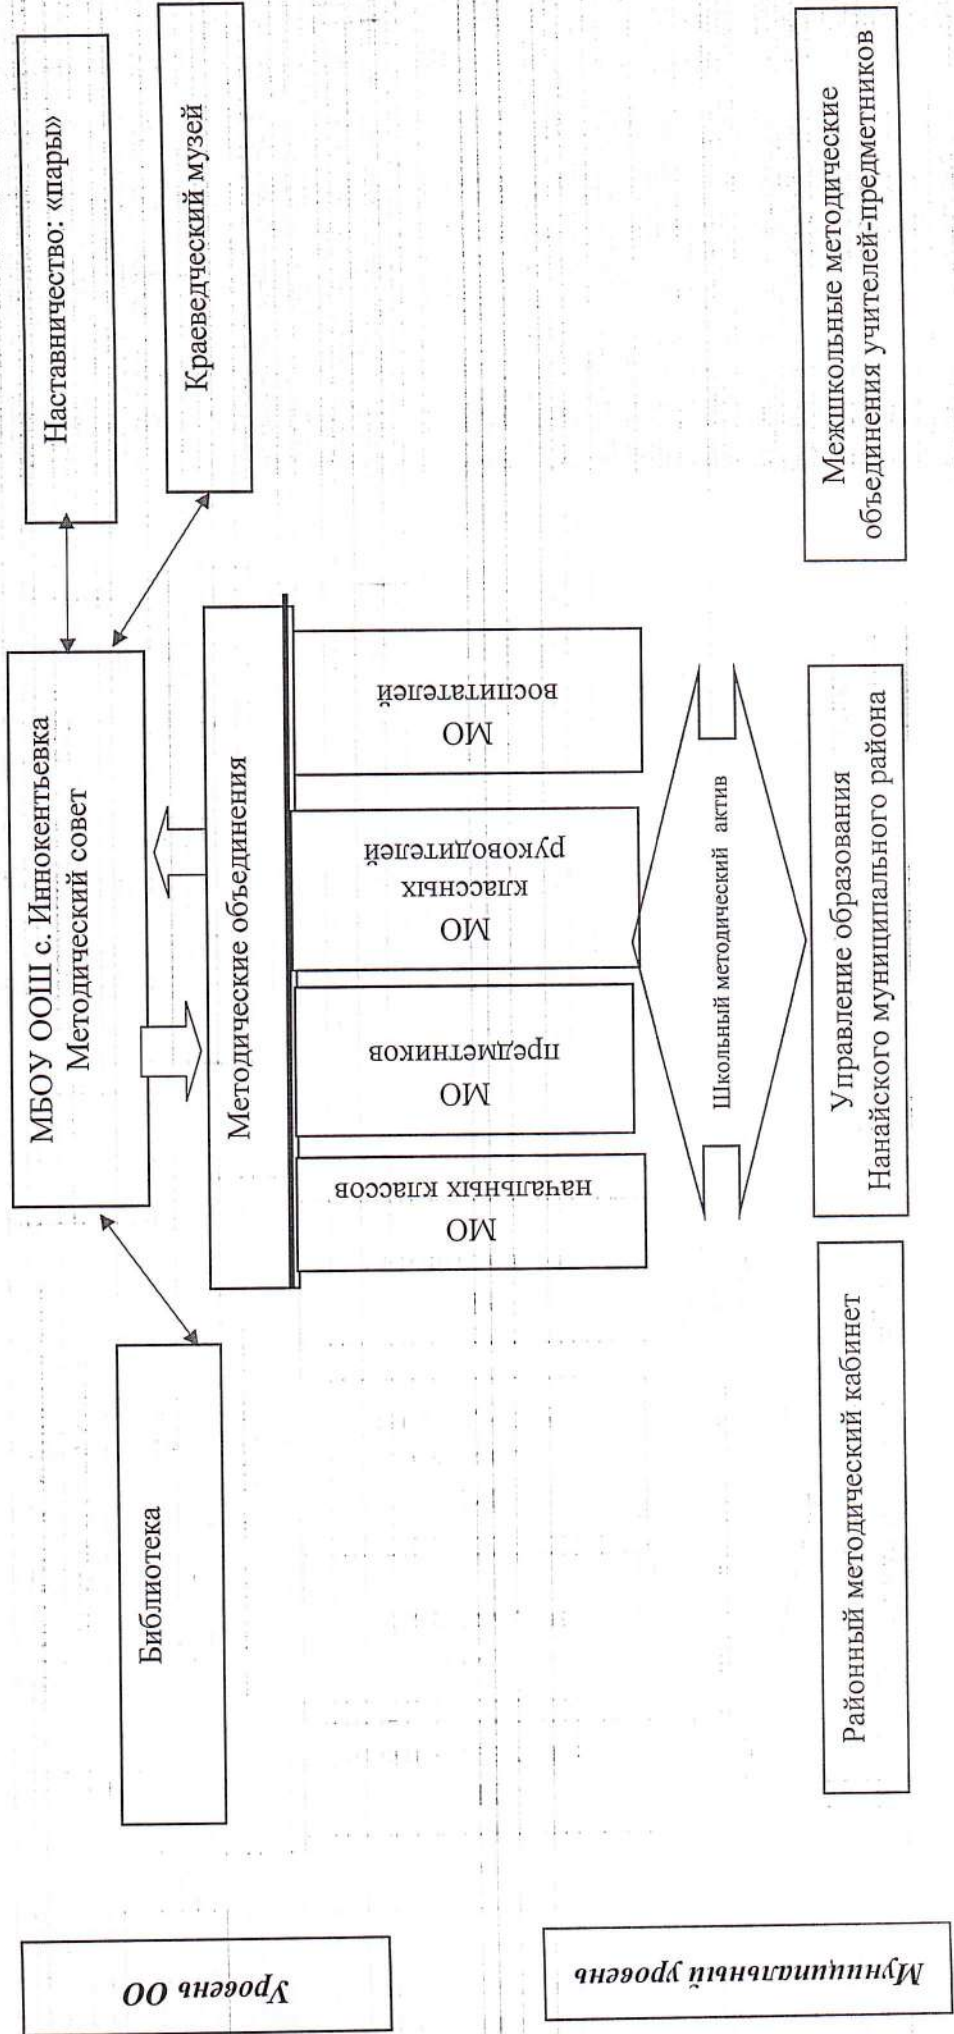 Уровень ОО
Библиотека
МБОУ ООШ с. Иннокентьевка
Методический совет
Наставничество: «пары»
Краеведческий музей
Методические объединения
МО
начальных классов
МО
предметников
МО
классных
руководителей
МО
воспитателей
Школьный методический актив
Муниципальный уровень
Районный методический кабинет
Управление образования
Нанайского муниципального района
Межшкольные методические
объединения учителей-предметников